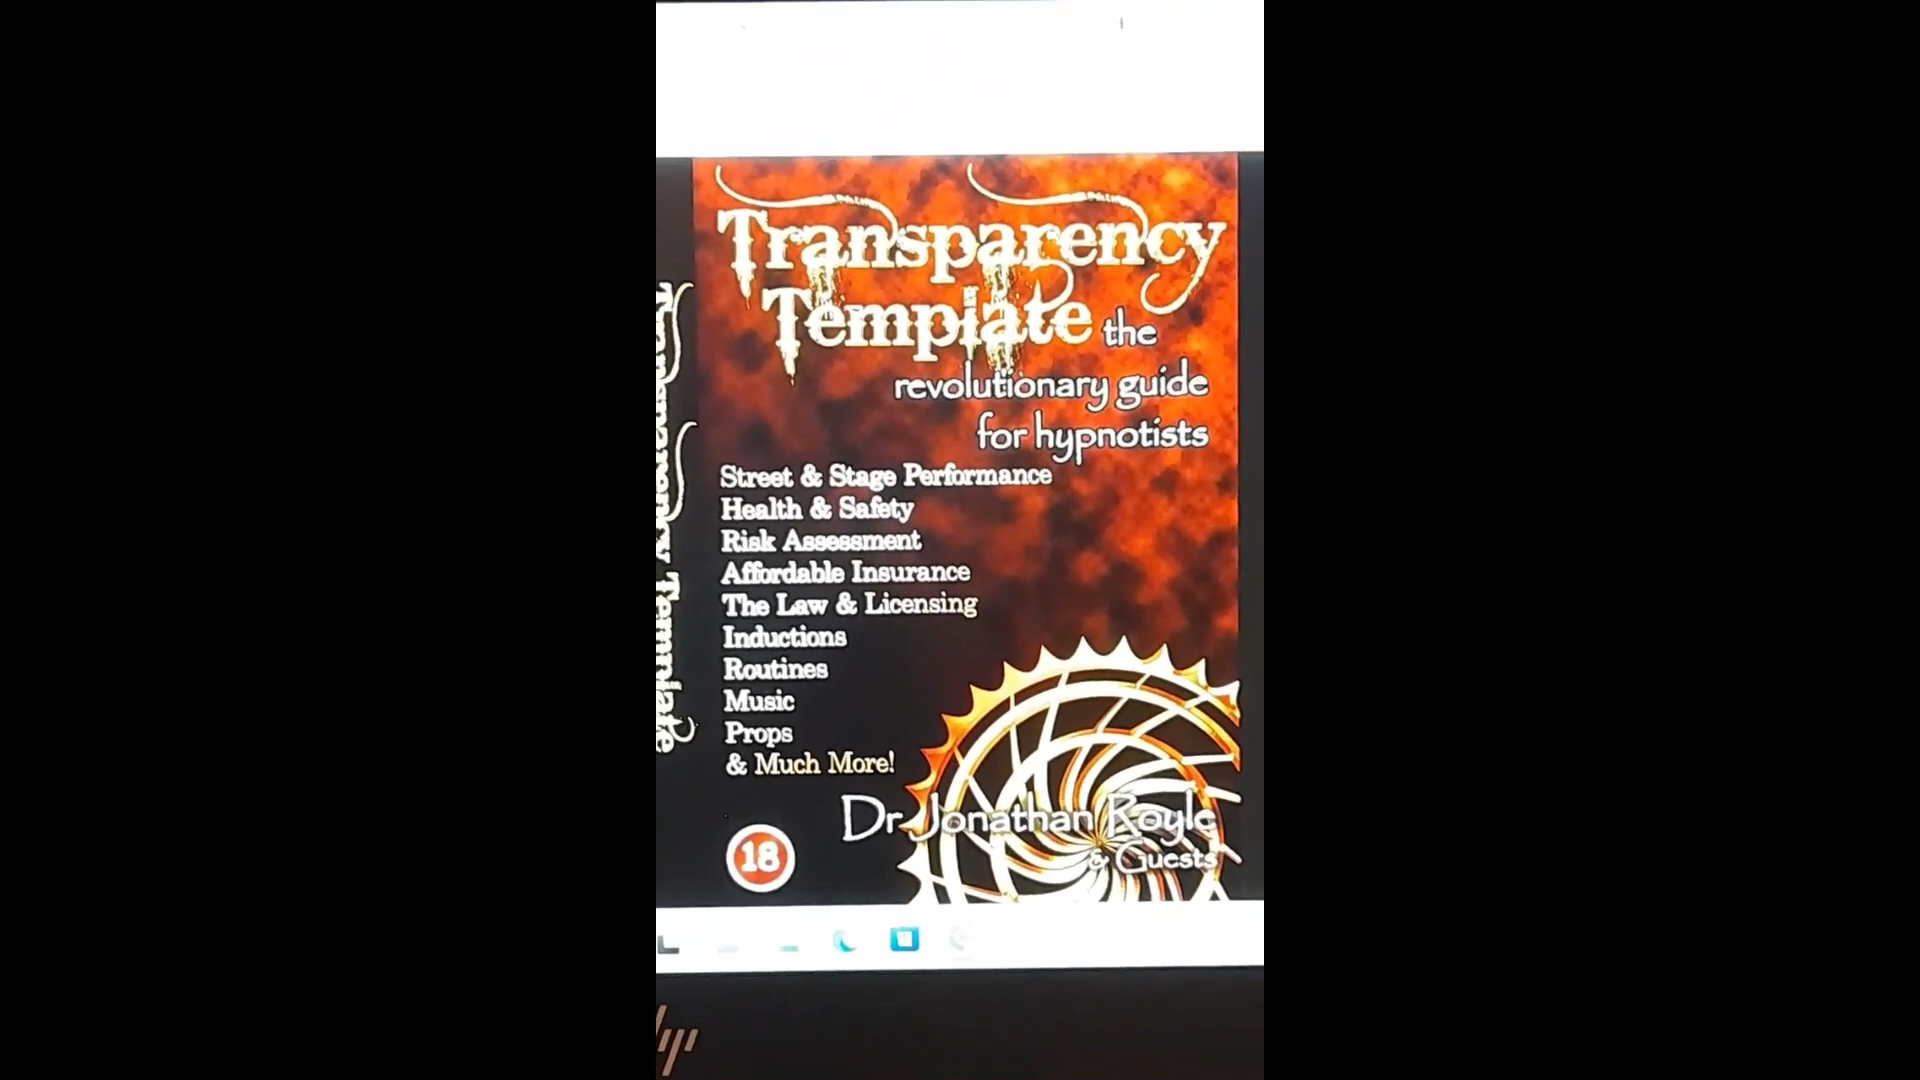 Transparency
Template the
revolutionary guide
for hypnotists
Street & Stage Performance
Health & Safety
Risk Assessment
Affordable Insurance
The Law & Licensing
Inductions
Routines
Music
Props
& Much More!
Dr Jonathan Royle
& Guests
18
Transparency Template
hp